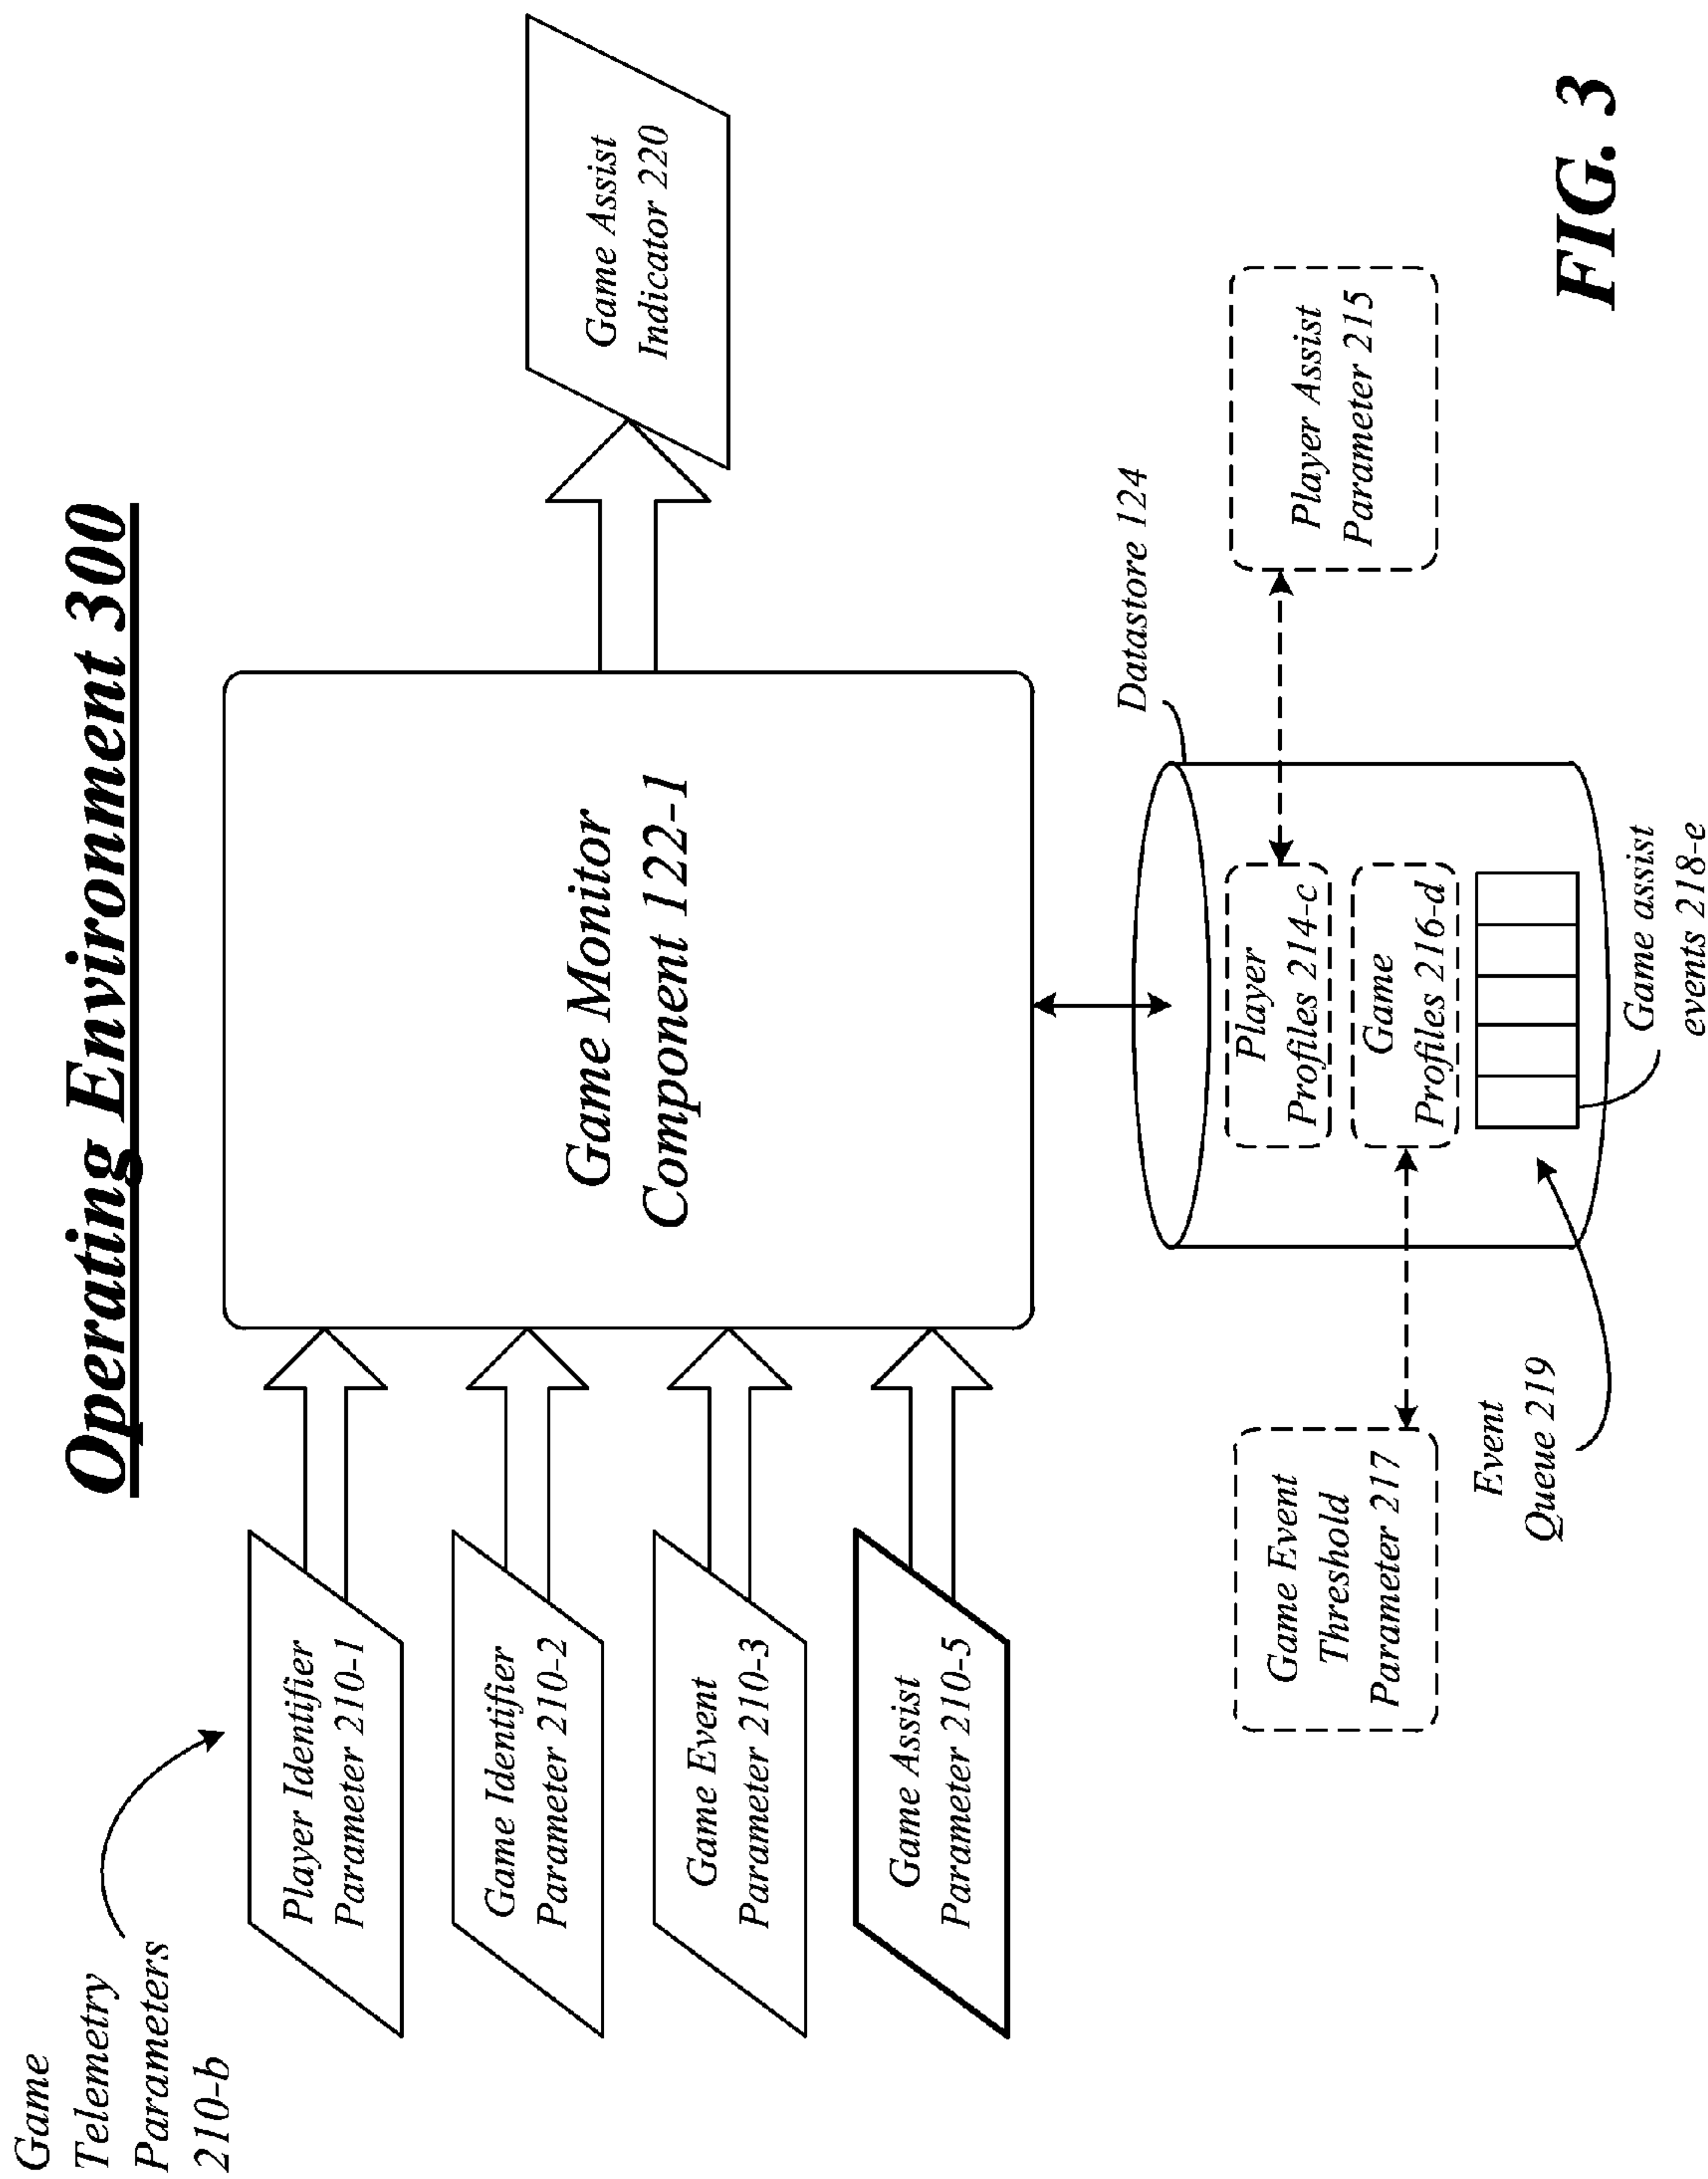 Operating Environment 300
Game
Telemetry
Parameters
210-b
Player Identifier
Parameter 210-1
Game Identifier
Parameter 210-2
Game Event
Parameter 210-3
Game Assist
Parameter 210-5
Game Monitor
Component 122-1
Game Assist
Indicator 220
Datastore 124
Player
Profiles 214-c
Game
Profiles 216-d
Player Assist
Parameter 215
Game Event
Threshold
Parameter 217
Event
Queue 219
Game assist
events 218-e
FIG. 3